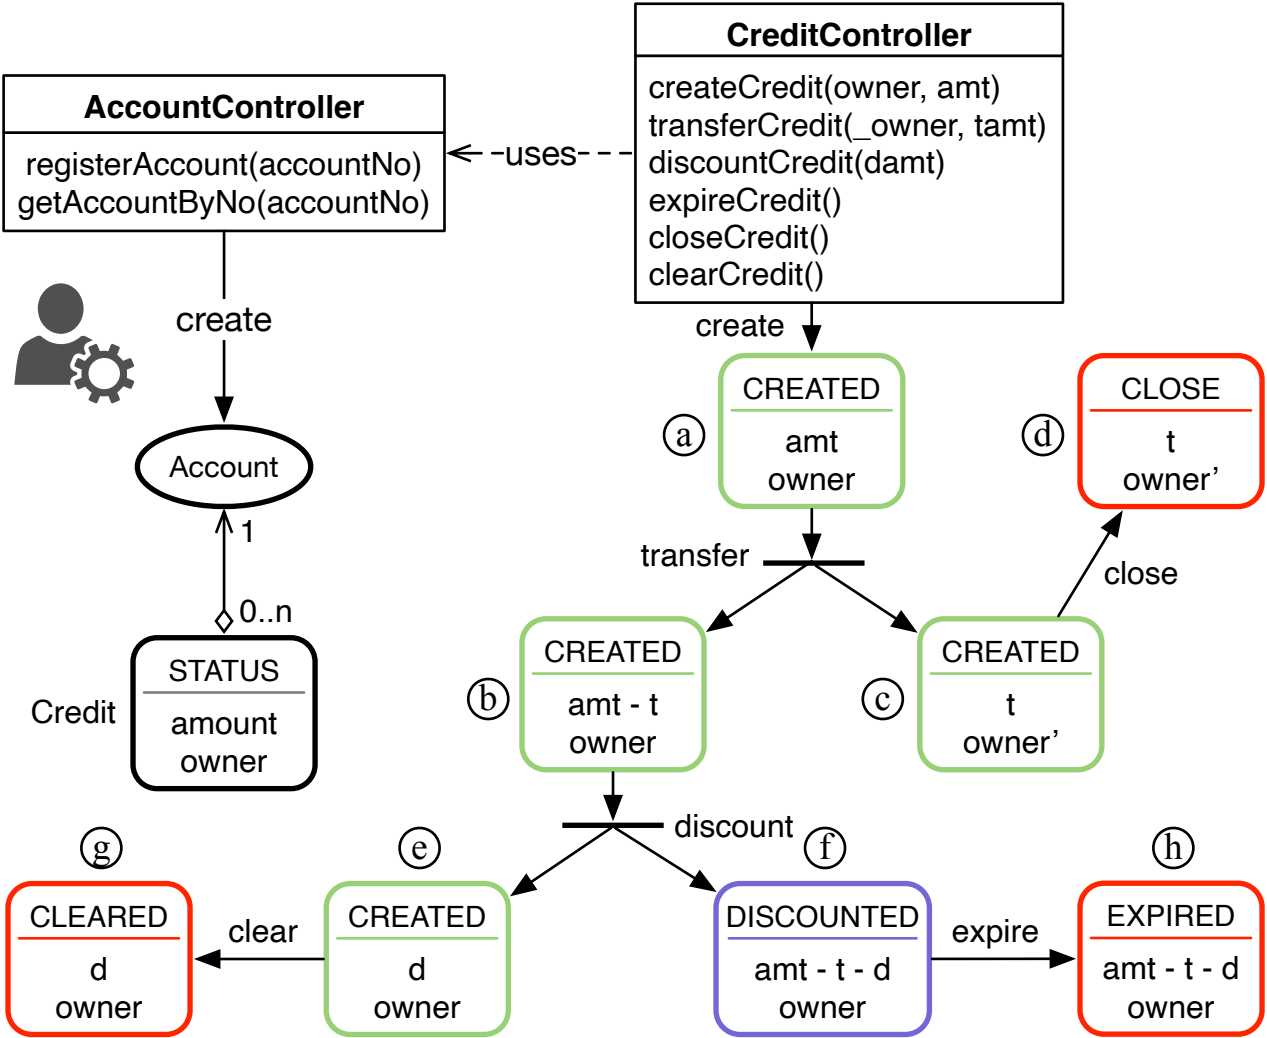 CreditController
createCredit(owner, amt)
transferCredit(_owner, tamt)
discountCredit(damt)
expireCredit()
closeCredit()
clearCredit()
AccountController
registerAccount(accountNo)
getAccountByNo(accountNo)
uses
create
create
Account
1
0..n
Credit
STATUS
amount
owner
a
CREATED
amt
owner
d
CLOSE
t
owner’
transfer
close
b
CREATED
amt - t
owner
c
CREATED
t
owner’
discount
g
CLEARED
d
owner
clear
e
CREATED
d
owner
f
DISCOUNTED
amt - t - d
owner
expire
h
EXPIRED
amt - t - d
owner